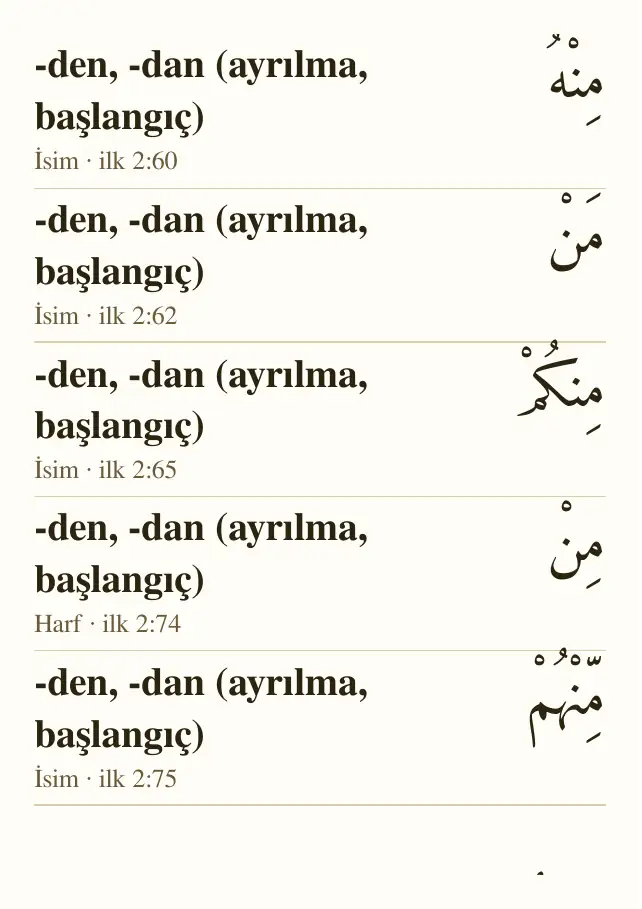 -den, -dan (ayrılma, مِنْهُ
başlangıç)
İsim · ilk 2:60
-den, -dan (ayrılma, مَنْ
başlangıç)
İsim · ilk 2:62
-den, -dan (ayrılma, مِنكُمْ
başlangıç)
İsim · ilk 2:65
-den, -dan (ayrılma, مِنْ
başlangıç)
Harf · ilk 2:74
-den, -dan (ayrılma, مِّنْهُمْ
başlangıç)
İsim · ilk 2:75